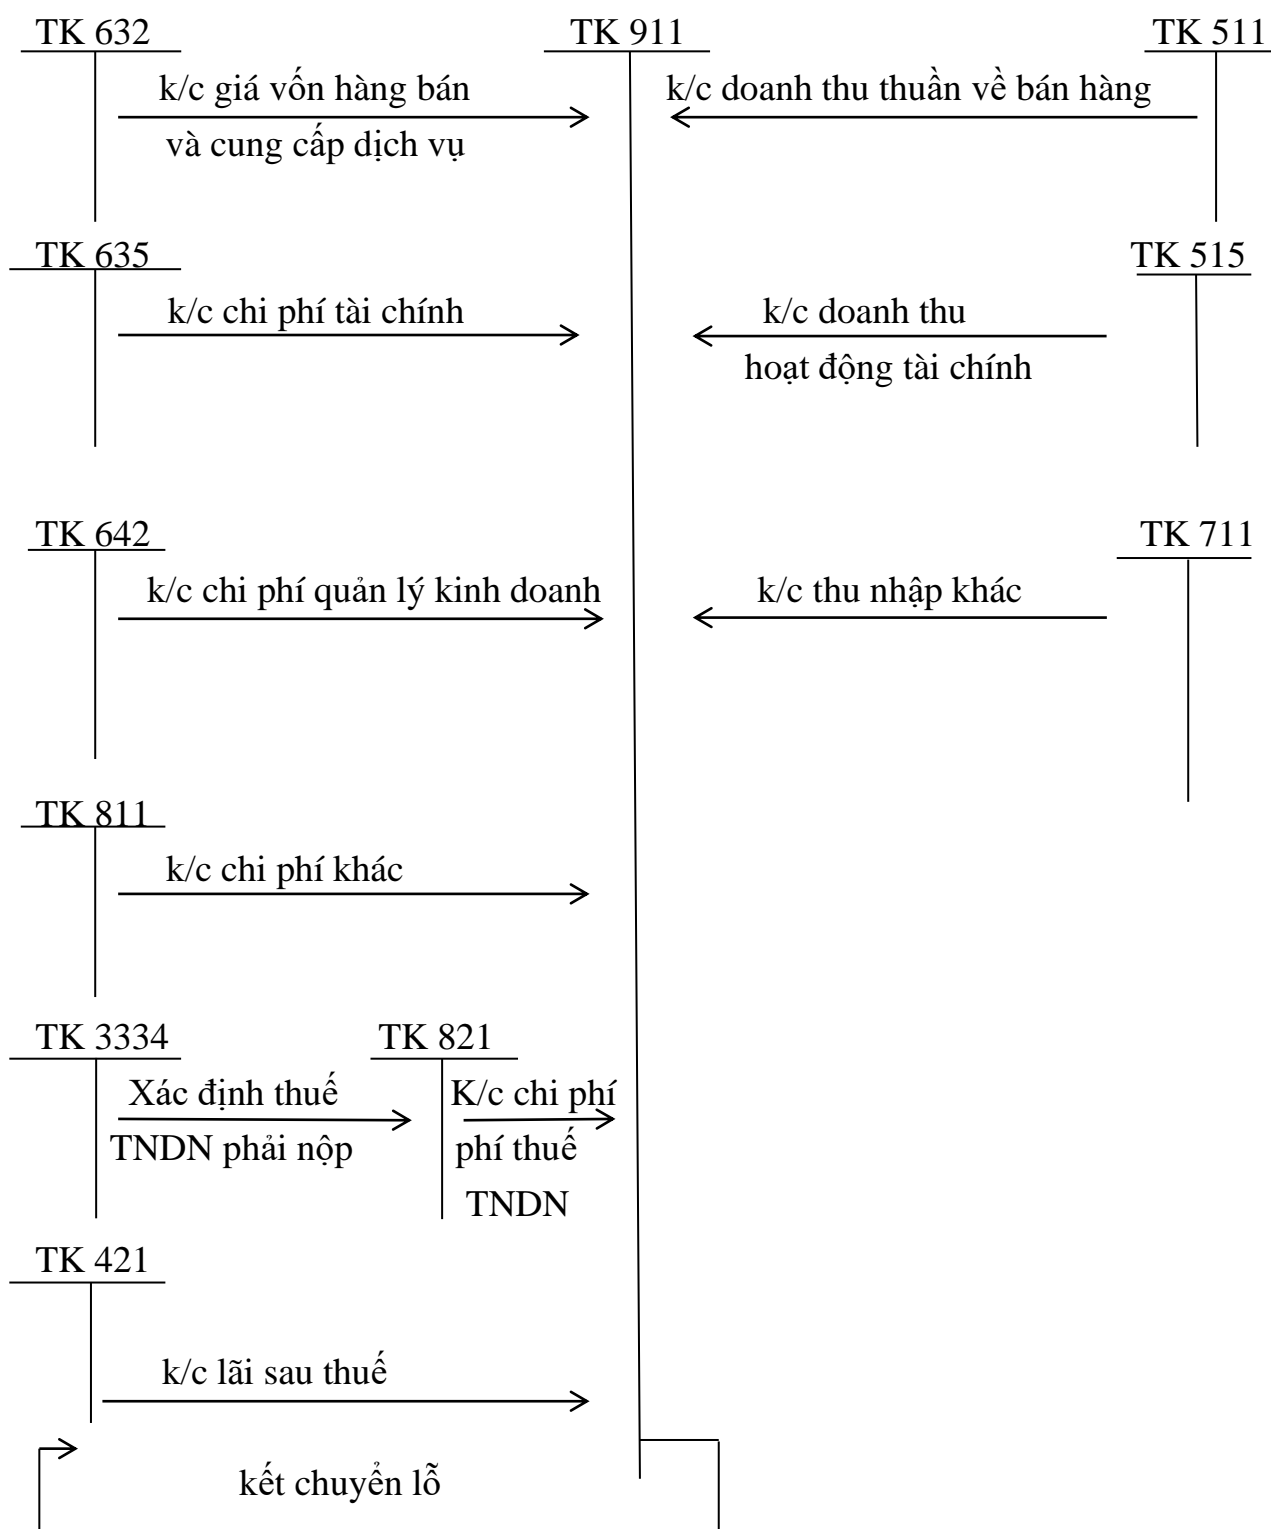 TK 632 TK 911 TK 511
k/c giá vốn hàng bán k/c doanh thu thuần về bán hàng
và cung cấp dịch vụ
TK 635 TK 515
k/c chi phí tài chính k/c doanh thu
hoạt động tài chính
TK 642 TK 711
k/c chi phí quản lý kinh doanh k/c thu nhập khác
TK 811
k/c chi phí khác
TK 3334 TK 821
Xác định thuế K/c chi phí
TNDN phải nộp phí thuế
TNDN
TK 421
k/c lãi sau thuế
kết chuyển lỗ